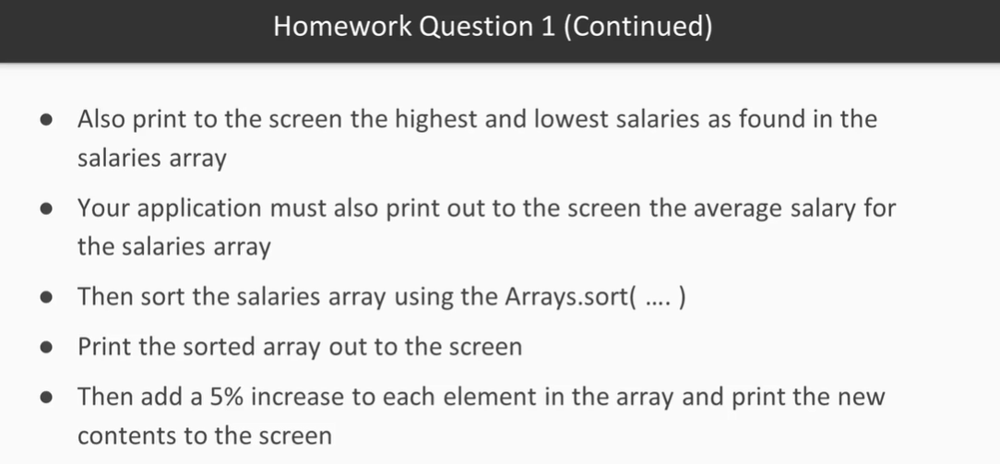 Homework Question 1 (Continued)
● Also print to the screen the highest and lowest salaries as found in the
salaries array
● Your application must also print out to the screen the average salary for
the salaries array
● Then sort the salaries array using the Arrays.sort( .... )
● Print the sorted array out to the screen
● Then add a 5% increase to each element in the array and print the new
contents to the screen